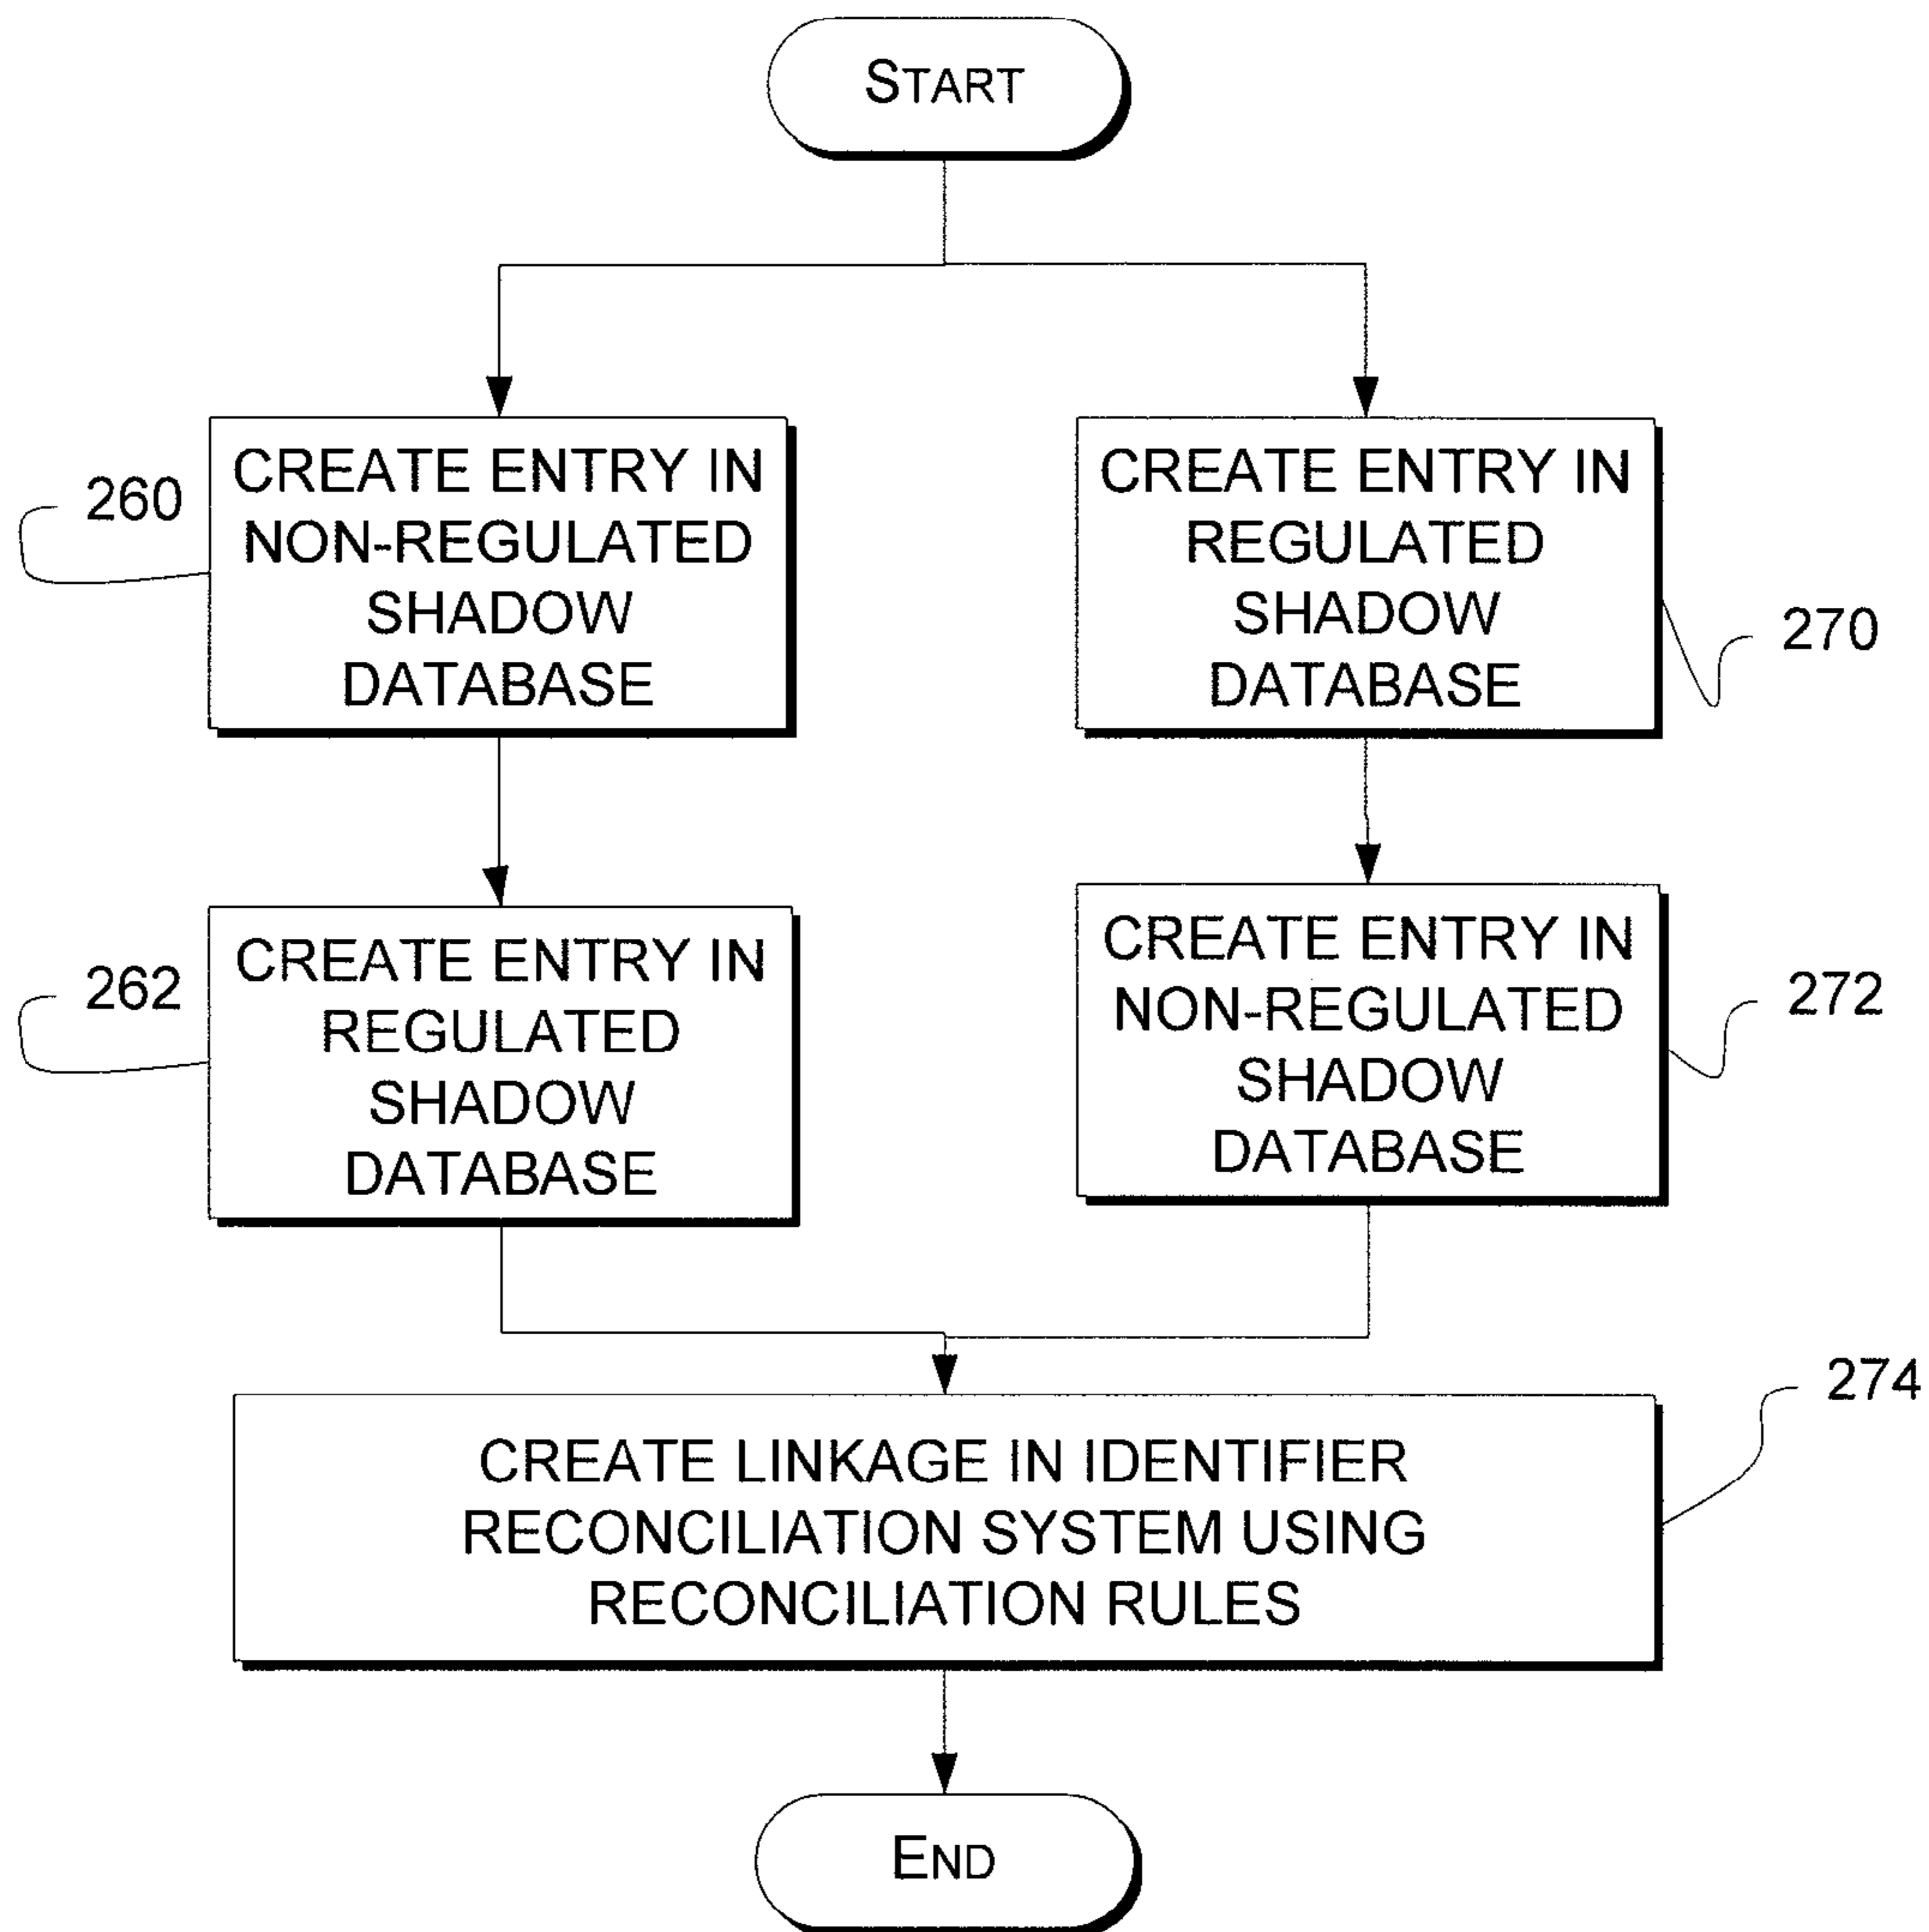 START
260
CREATE ENTRY IN
NON-REGULATED
SHADOW
DATABASE
CREATE ENTRY IN
REGULATED
SHADOW
DATABASE
270
262
CREATE ENTRY IN
REGULATED
SHADOW
DATABASE
CREATE ENTRY IN
NON-REGULATED
SHADOW
DATABASE
272
274
CREATE LINKAGE IN IDENTIFIER
RECONCILIATION SYSTEM USING
RECONCILIATION RULES
END